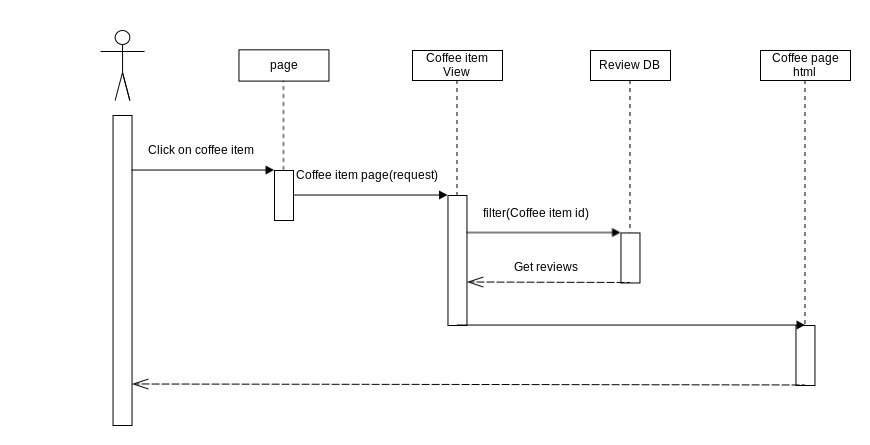 page
Coffee item
View
Review DB
Coffee page
html
Click on coffee item
Coffee item page(request)
filter(Coffee item id)
Get reviews